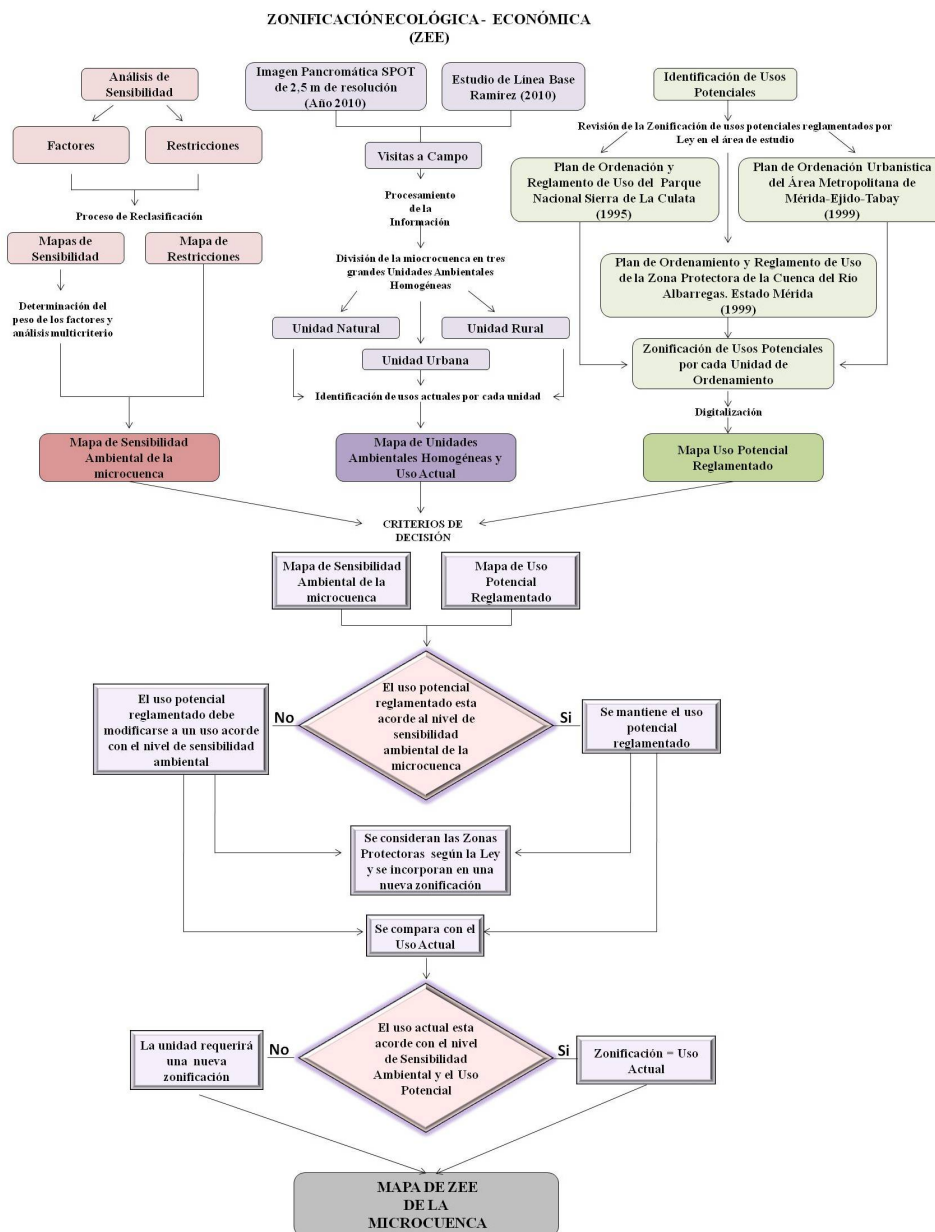 ZONIFICACIÓN ECOLÓGICA - ECONÓMICA
(ZEE)
Análisis de
Sensibilidad
Factores
Restricciones
Proceso de Reclasificación
Mapas de
Sensibilidad
Mapa de
Restricciones
Determinación del
peso de los factores y
análisis multicriterio
Mapa de Sensibilidad
Ambiental de la
microcuenca
Imagen Pancromática SPOT
de 2,5 m de resolución
(Año 2010)
Estudio de Línea Base
Ramírez (2010)
Visitas a Campo
Procesamiento
de la
Información
División de la miocrocuenca en tres
grandes Unidades Ambientales
Homogéneas
Unidad Natural
Unidad Rural
Unidad Urbana
Identificación de usos actuales por cada unidad
Mapa de Unidades
Ambientales Homogéneas y
Uso Actual
Identificación de Usos
Potenciales
Revisión de la Zonificación de usos potenciales reglamentados por
Ley en el área de estudio
Plan de Ordenación y
Reglamento de Uso del Parque
Nacional Sierra de La Culata
(1995)
Plan de Ordenación Urbanística
del Área Metropolitana de
Mérida-Ejido-Tabay
(1999)
Plan de Ordenamiento y Reglamento de Uso
de la Zona Protectora de la Cuenca del Río
Albarregas. Estado Mérida
(1999)
Zonificación de Usos Potenciales
por cada Unidad de
Ordenamiento
Digitalización
Mapa Uso Potencial
Reglamentado
CRITERIOS DE
DECISIÓN
Mapa de Sensibilidad
Ambiental de la
microcuenca
Mapa de Uso
Potencial
Reglamentado
El uso potencial
reglamentado esta
acorde al nivel de
sensibilidad
ambiental de la
microcuenca
No
Si
El uso potencial
reglamentado debe
modificarse a un uso acorde
con el nivel de sensibilidad
ambiental
Se mantiene el uso
potencial
reglamentado
Se consideran las Zonas
Protectoras según la Ley
y se incorporan en una
nueva zonificación
Se compara con el
Uso Actual
El uso actual esta
acorde con el nivel
de Sensibilidad
Ambiental y el Uso
Potencial
No
Si
La unidad requerirá
una nueva
zonificación
Zonificación = Uso
Actual
MAPA DE ZEE
DE LA
MICROCUENCA